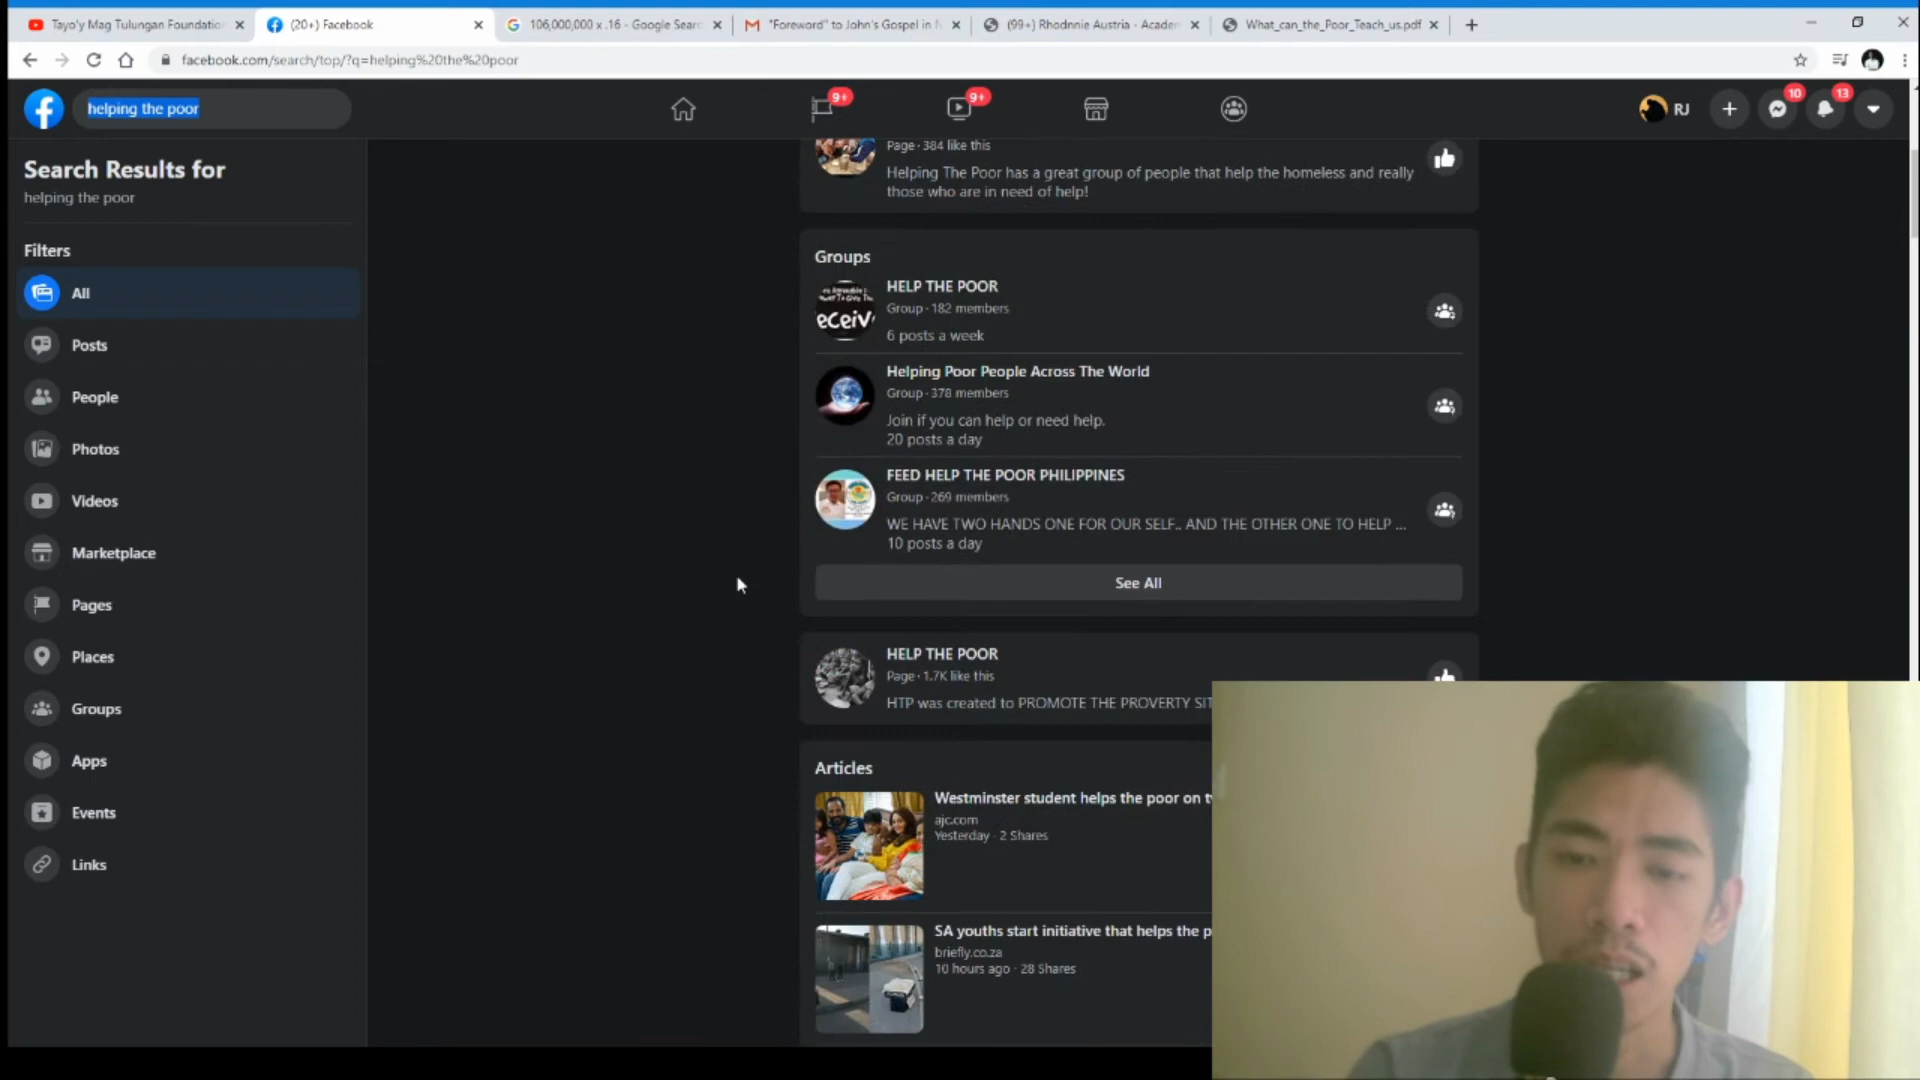 Tayo'y Mag Tulungan Foundation
(20+) Facebook
106,000,000 x .16 - Google Sear
"Foreword" to John's Gospel in
(99+) Rhodnnie Austria - Academ
What_can_the_Poor_Teach_us.pdf
facebook.com/search/top/?q=helping%20the%20poor
helping the poor
9+
9+
RJ
10
13
Search Results for
helping the poor
Filters
All
Posts
People
Photos
Videos
Marketplace
Pages
Places
Groups
Apps
Events
Links
Page · 384 like this
Helping The Poor has a great group of people that help the homeless and really
those who are in need of help!
Groups
HELP THE POOR
Group · 182 members
6 posts a week
Helping Poor People Across The World
Group · 378 members
Join if you can help or need help.
20 posts a day
FEED HELP THE POOR PHILIPPINES
Group · 269 members
WE HAVE TWO HANDS ONE FOR OUR SELF.. AND THE OTHER ONE TO HELP ...
10 posts a day
See All
HELP THE POOR
Page · 1.7K like this
HTP was created to PROMOTE THE PROVERTY SIT
Articles
Westminster student helps the poor on
ajc.com
Yesterday · 2 Shares
SA youths start initiative that helps the p
briefly.co.za
10 hours ago · 28 Shares